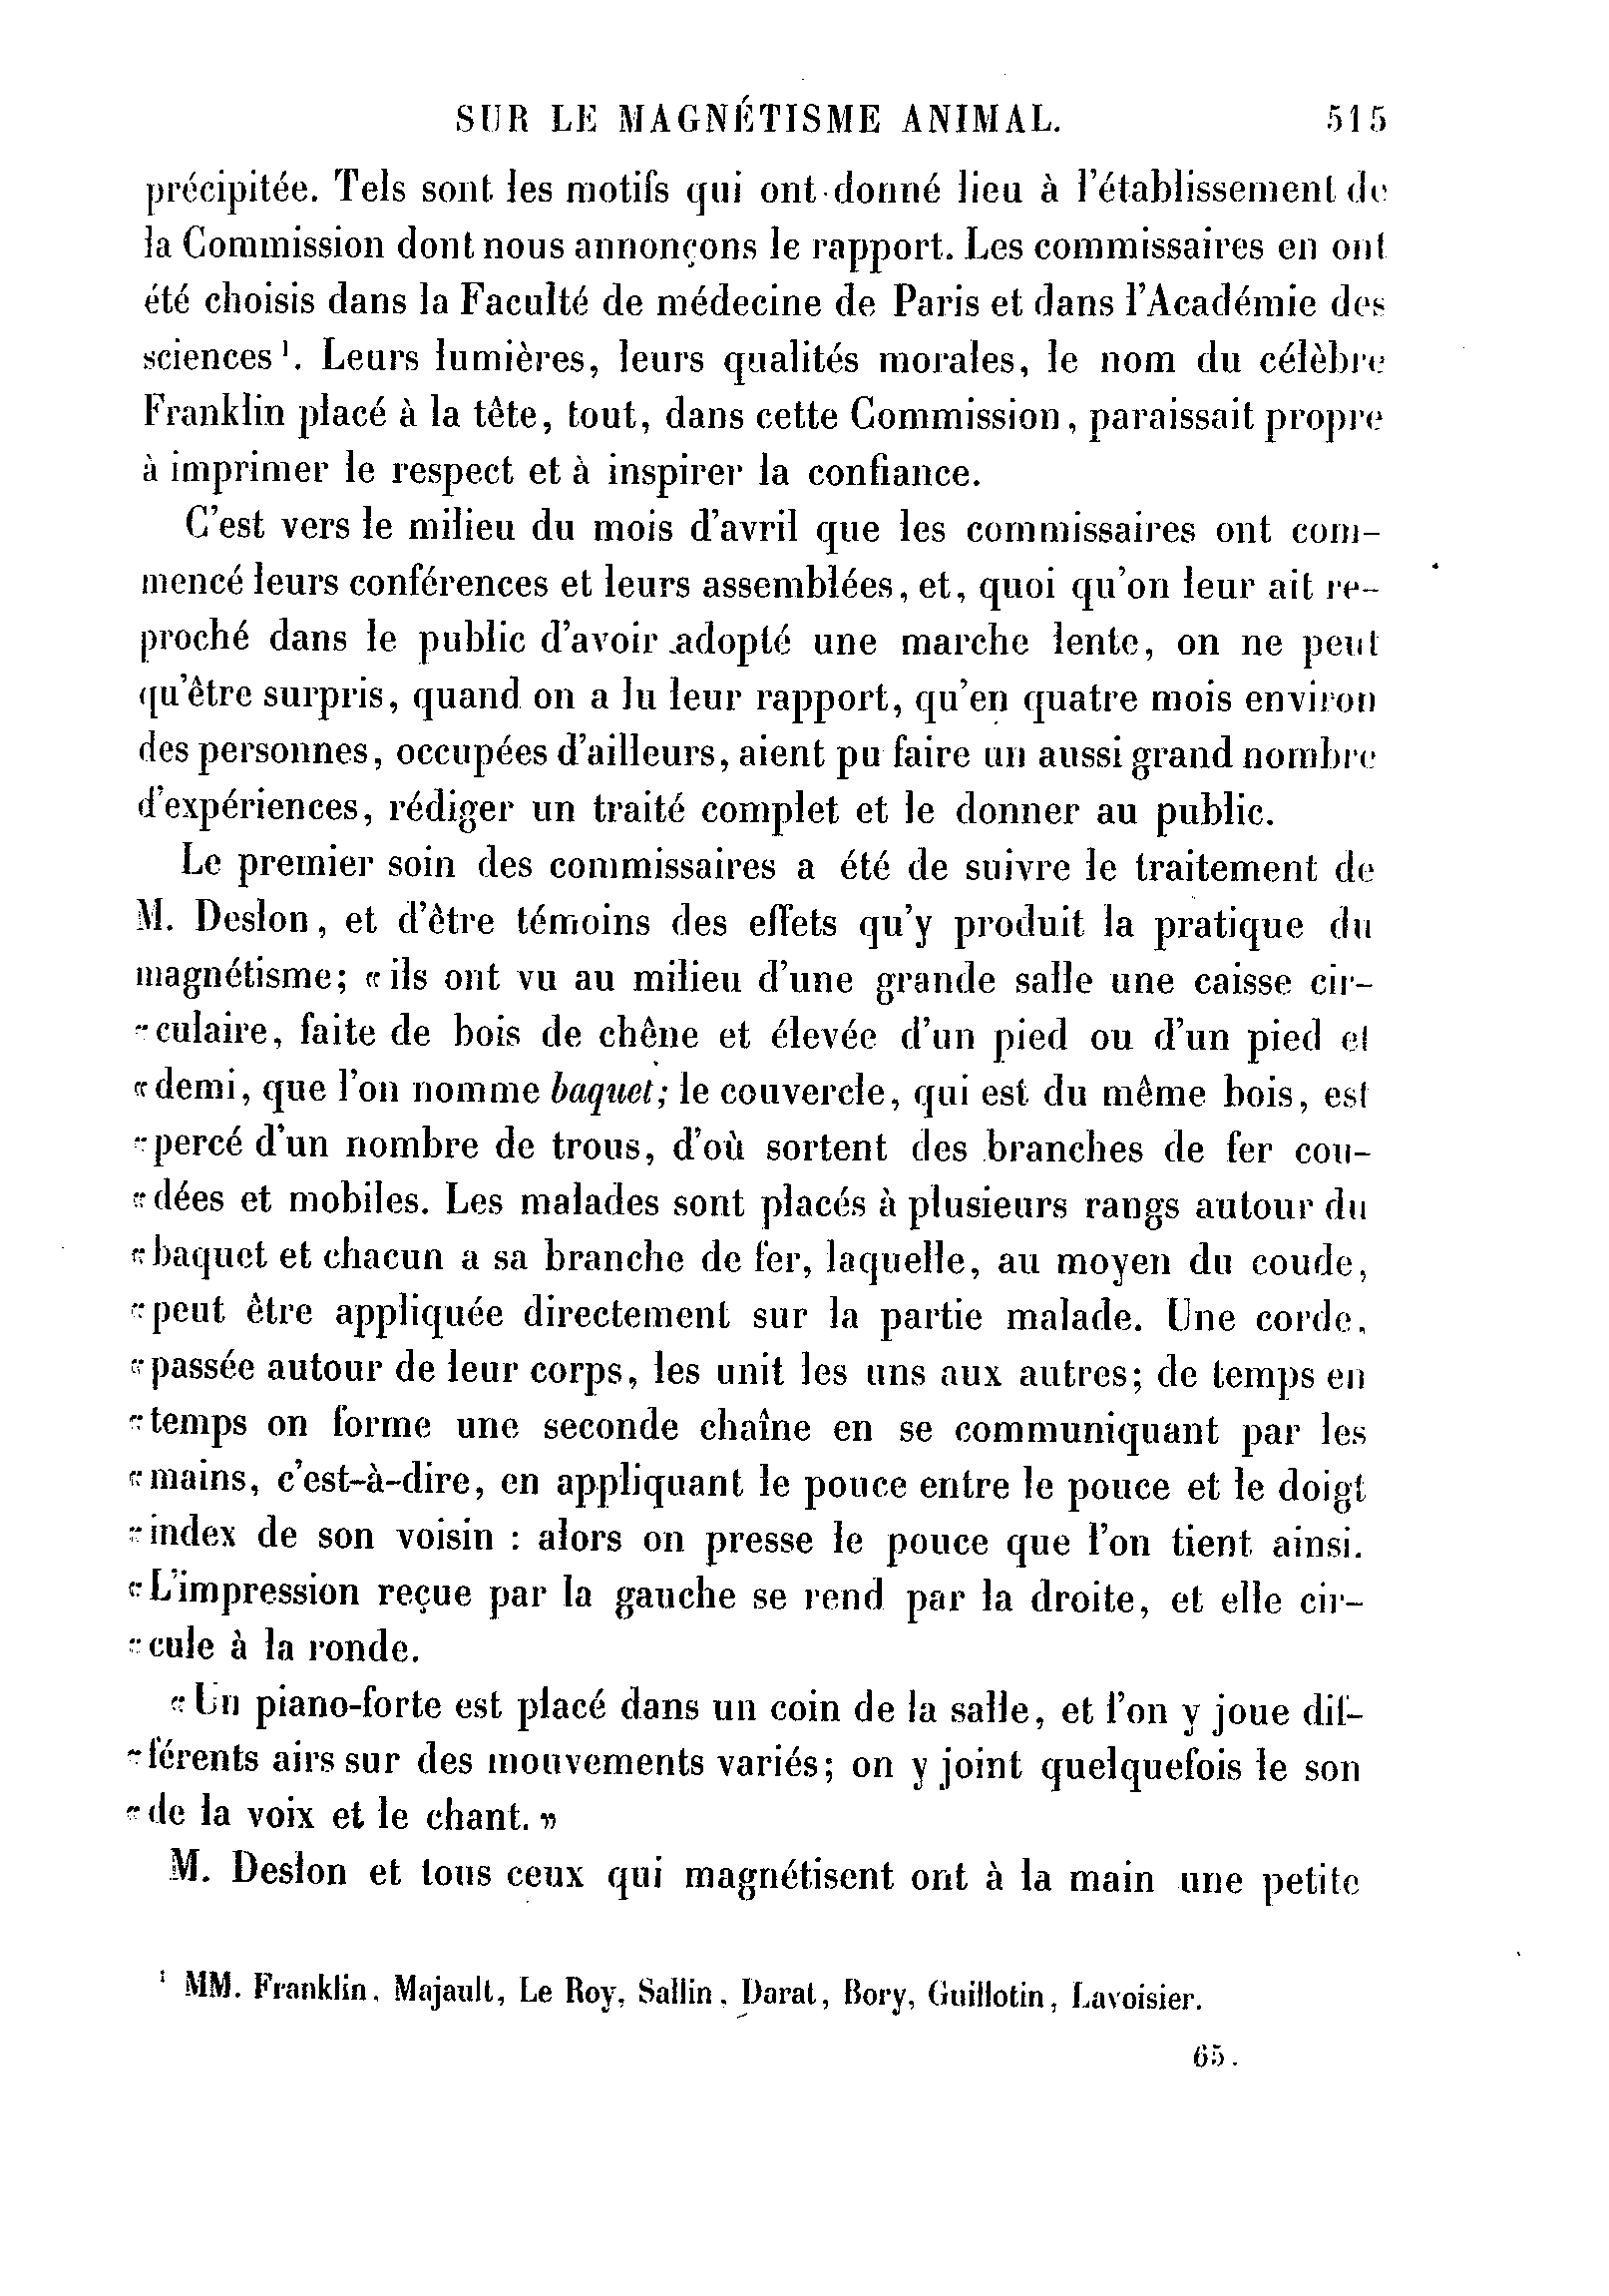 SUR LE MAGNÉTISME ANIMAL. 515
précipitée. Tels sont les motifs qui ont donné lieu à l'établissement de
la Commission dont nous annonçons le rapport. Les commissaires en ont
été choisis dans la Faculté de médecine de Paris et dans l'Académie des
sciences¹. Leurs lumières, leurs qualités morales, le nom du célèbre
Franklin placé à la tête, tout, dans cette Commission, paraissait propre
à imprimer le respect et à inspirer la confiance.
C'est vers le milieu du mois d'avril que les commissaires ont com-
mencé leurs conférences et leurs assemblées, et, quoi qu'on leur ait re-
proché dans le public d'avoir adopté une marche lente, on ne peut
qu'être surpris, quand on a lu leur rapport, qu'en quatre mois environ
des personnes, occupées d'ailleurs, aient pu faire un aussi grand nombre
d'expériences, rédiger un traité complet et le donner au public.
Le premier soin des commissaires a été de suivre le traitement de
M. Deslon, et d'être témoins des effets qu'y produit la pratique du
magnétisme; « ils ont vu au milieu d'une grande salle une caisse cir-
« culaire, faite de bois de chêne et élevée d'un pied ou d'un pied et
« demi, que l'on nomme baquet; le couvercle, qui est du même bois, est
« percé d'un nombre de trous, d'où sortent des branches de fer cou-
« dées et mobiles. Les malades sont placés à plusieurs rangs autour du
« baquet et chacun a sa branche de fer, laquelle, au moyen du coude,
« peut être appliquée directement sur la partie malade. Une corde,
« passée autour de leur corps, les unit les uns aux autres; de temps en
« temps on forme une seconde chaîne en se communiquant par les
« mains, c'est-à-dire, en appliquant le pouce entre le pouce et le doigt
« index de son voisin : alors on presse le pouce que l'on tient ainsi.
« L'impression reçue par la gauche se rend par la droite, et elle cir-
« cule à la ronde.
« Un piano-forte est placé dans un coin de la salle, et l'on y joue dif-
« férents airs sur des mouvements variés; on y joint quelquefois le son
« de la voix et le chant. »
M. Deslon et tous ceux qui magnétisent ont à la main une petite
¹ MM. Franklin, Majault, Le Roy, Sallin, Darat, Bory, Guillotin, Lavoisier.
65.